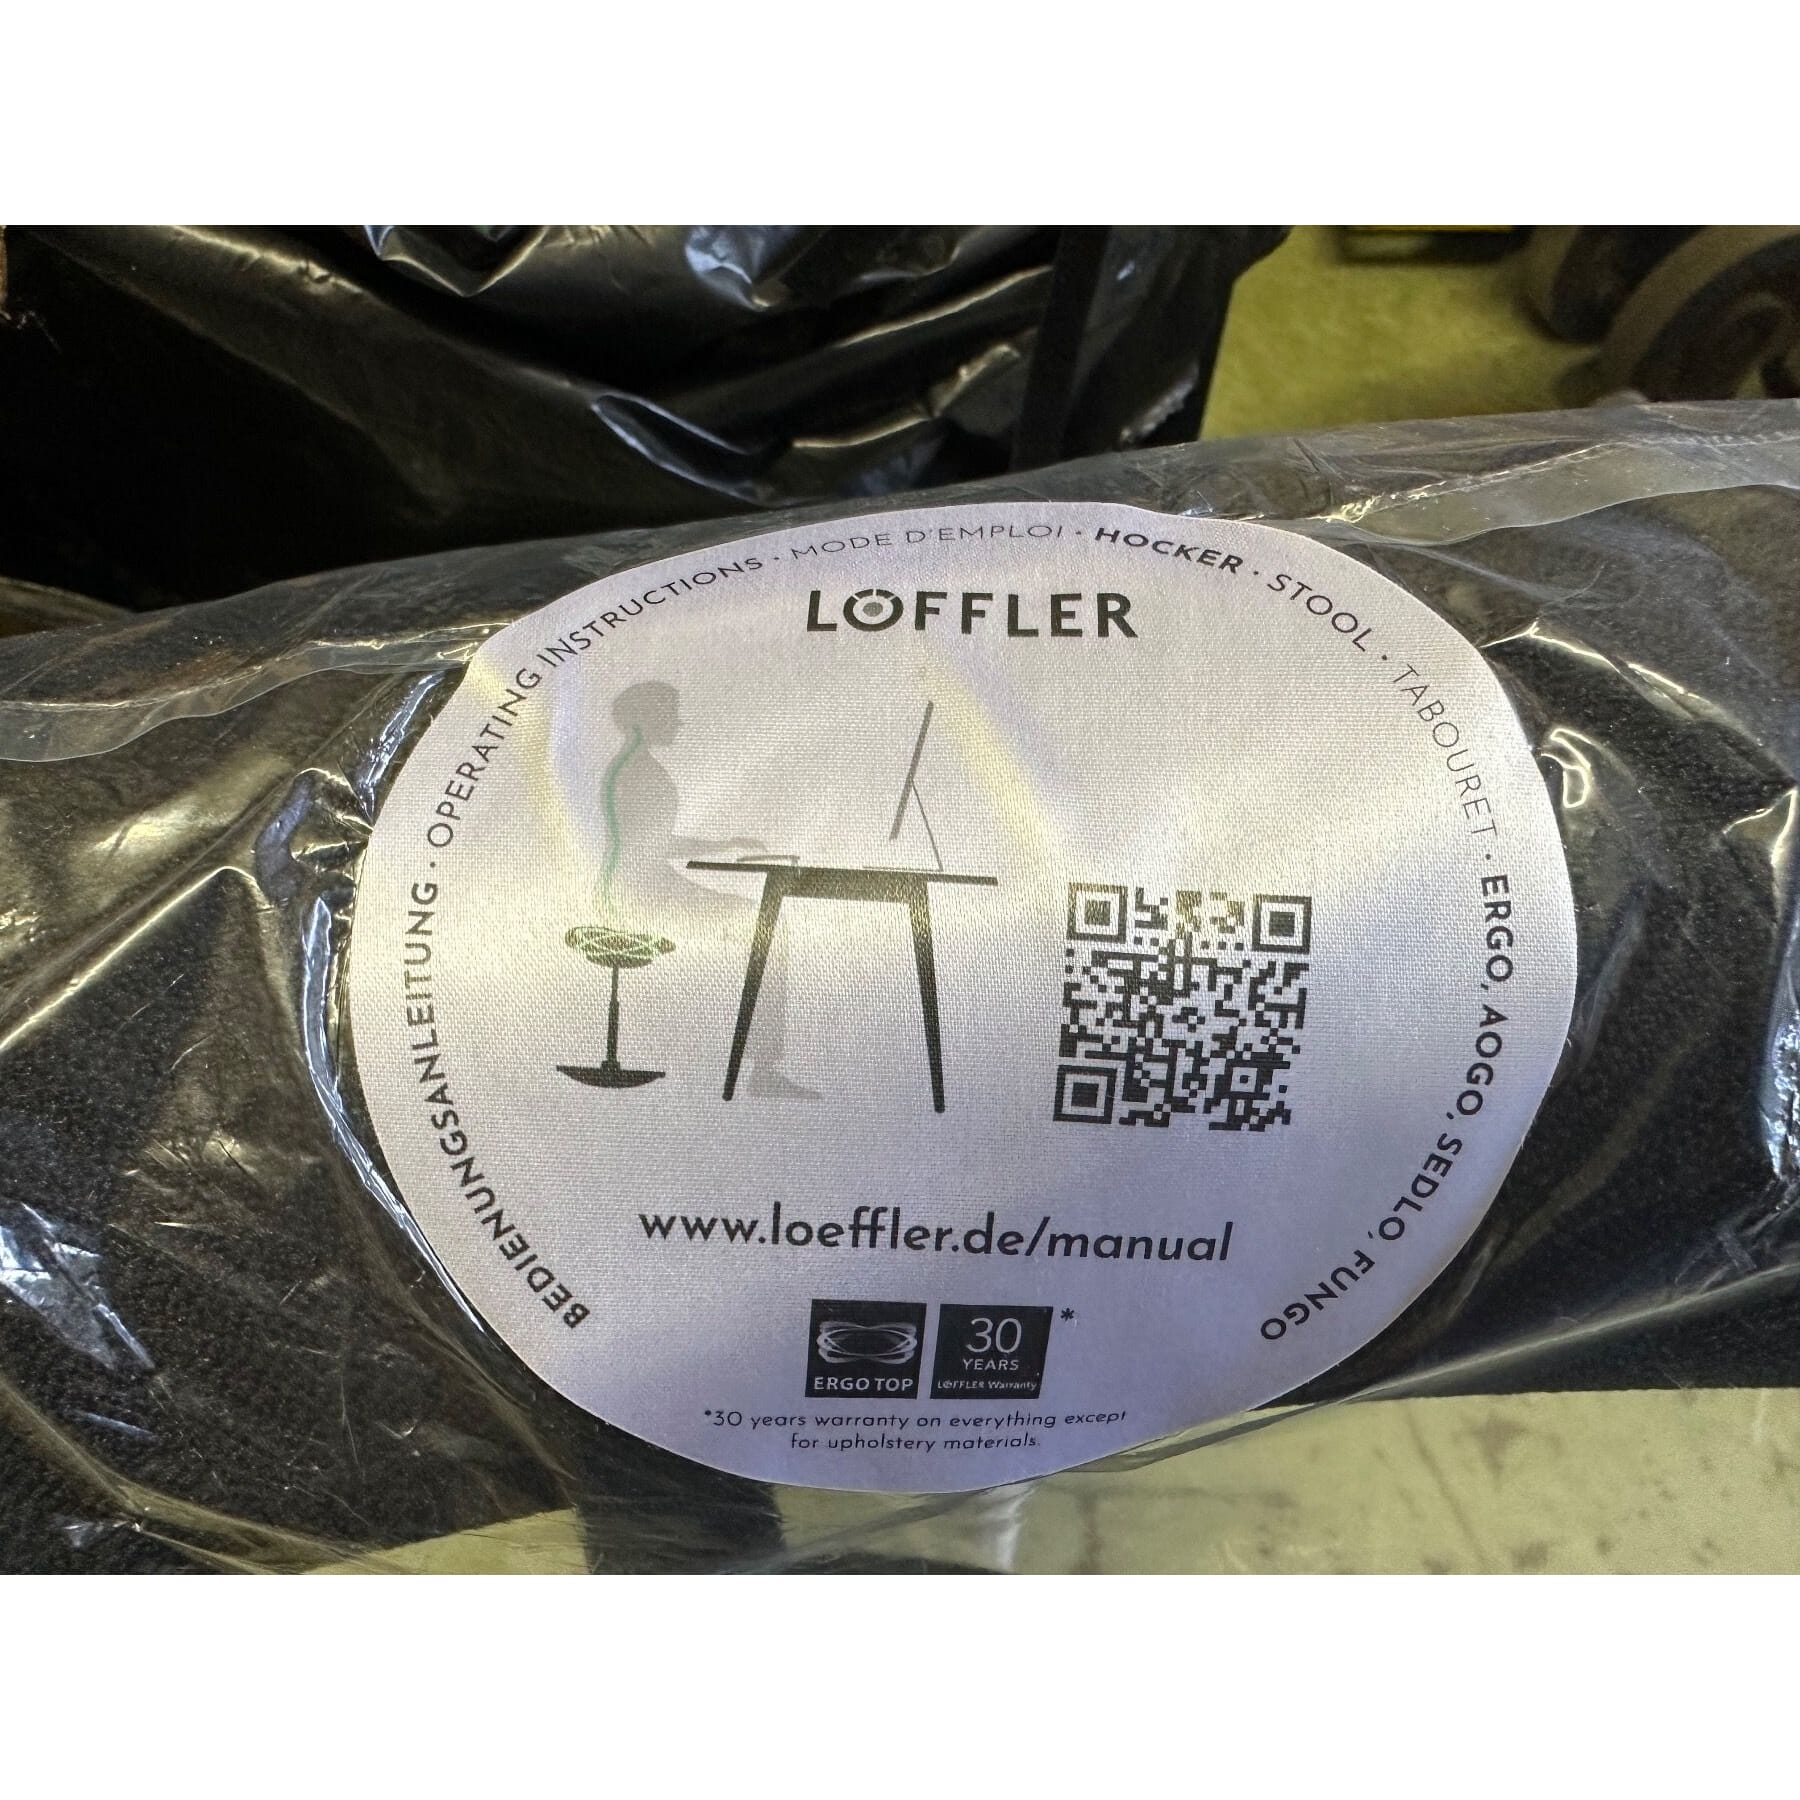 BEDIENUNGSANLEITUNG · OPERATING INSTRUCTIONS · MODE D'EMPLOI · HOCKER · STOOL · TABOURET · ERGO, AOGO, SEDLO, FUNGO
LÖFFLER
www.loeffler.de/manual
ERGO TOP
30
YEARS
LÖFFLER Warranty
*
*30 years warranty on everything except
for upholstery materials.